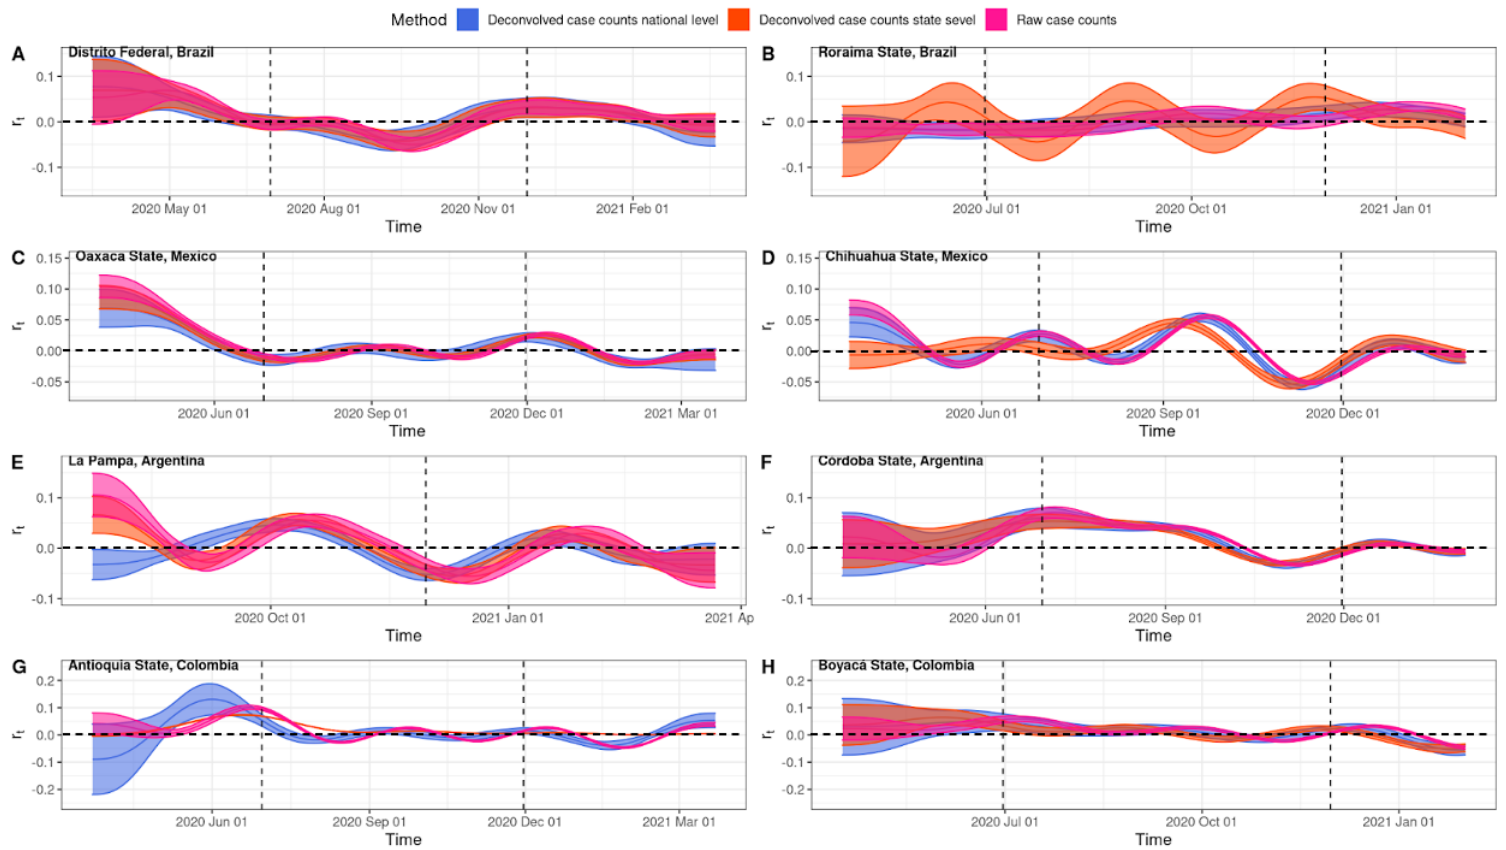 Method Deconvolved case counts national level Deconvolved case counts state sevel Raw case counts
A Distrito Federal, Brazil
0.1
0.0
-0.1
rt
2020 May 01 2020 Aug 01 2020 Nov 01 2021 Feb 01
Time
B Roraima State, Brazil
0.1
0.0
-0.1
rt
2020 Jul 01 2020 Oct 01 2021 Jan 01
Time
C Oaxaca State, Mexico
0.15
0.10
0.05
0.00
-0.05
rt
2020 Jun 01 2020 Sep 01 2020 Dec 01 2021 Mar 01
Time
D Chihuahua State, Mexico
0.15
0.10
0.05
0.00
-0.05
rt
2020 Jun 01 2020 Sep 01 2020 Dec 01
Time
E La Pampa, Argentina
0.1
0.0
-0.1
rt
2020 Oct 01 2021 Jan 01 2021 Ap
Time
F Córdoba State, Argentina
0.1
0.0
-0.1
rt
2020 Jun 01 2020 Sep 01 2020 Dec 01
Time
G Antioquia State, Colombia
0.2
0.1
0.0
-0.1
-0.2
rt
2020 Jun 01 2020 Sep 01 2020 Dec 01 2021 Mar 01
Time
H Boyacá State, Colombia
0.2
0.1
0.0
-0.1
-0.2
rt
2020 Jul 01 2020 Oct 01 2021 Jan 01
Time